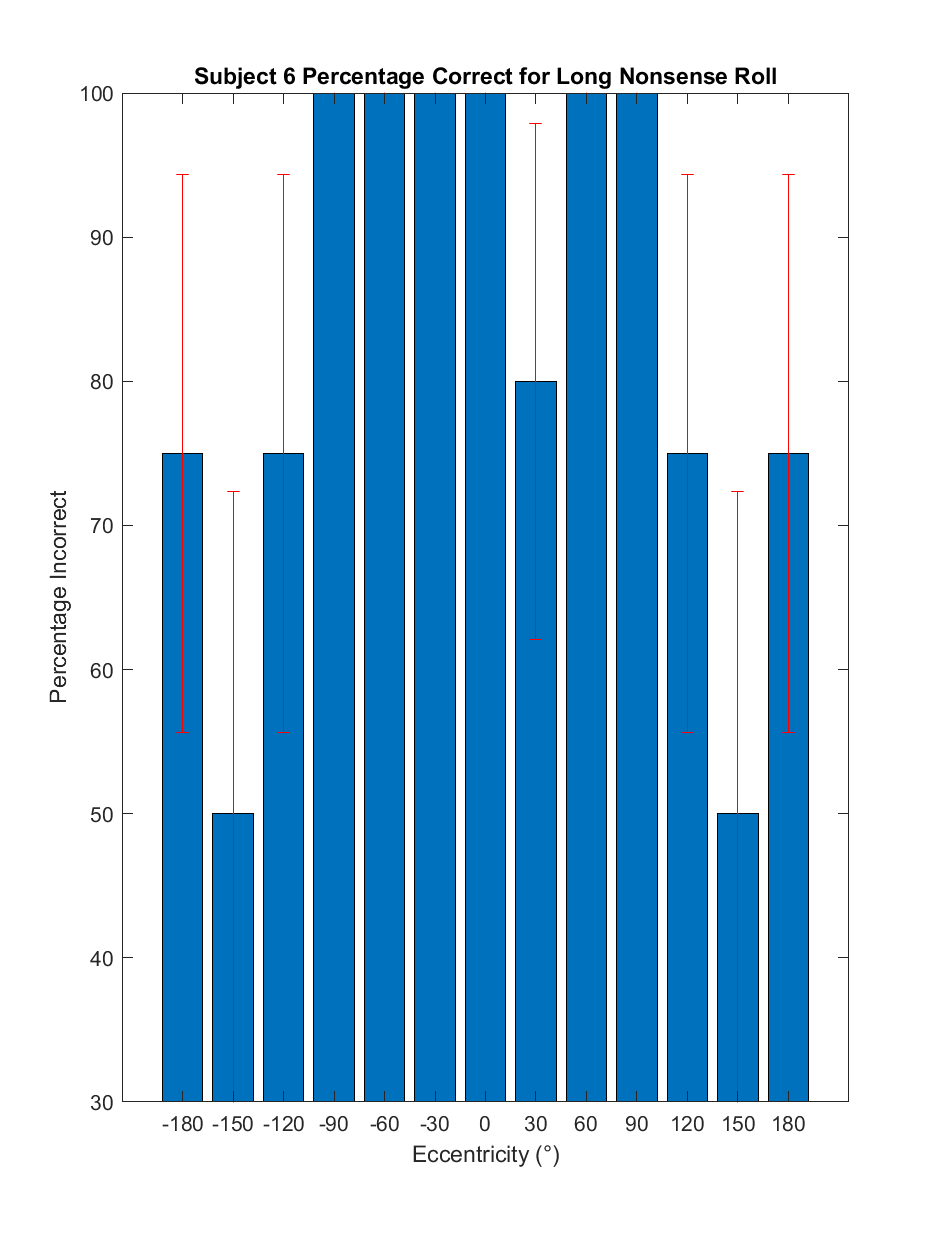 Subject 6 Percentage Correct for Long Nonsense Roll
100
90
80
70
60
50
40
30
Percentage Incorrect
-180 -150 -120 -90 -60 -30 0 30 60 90 120 150 180
Eccentricity (°)